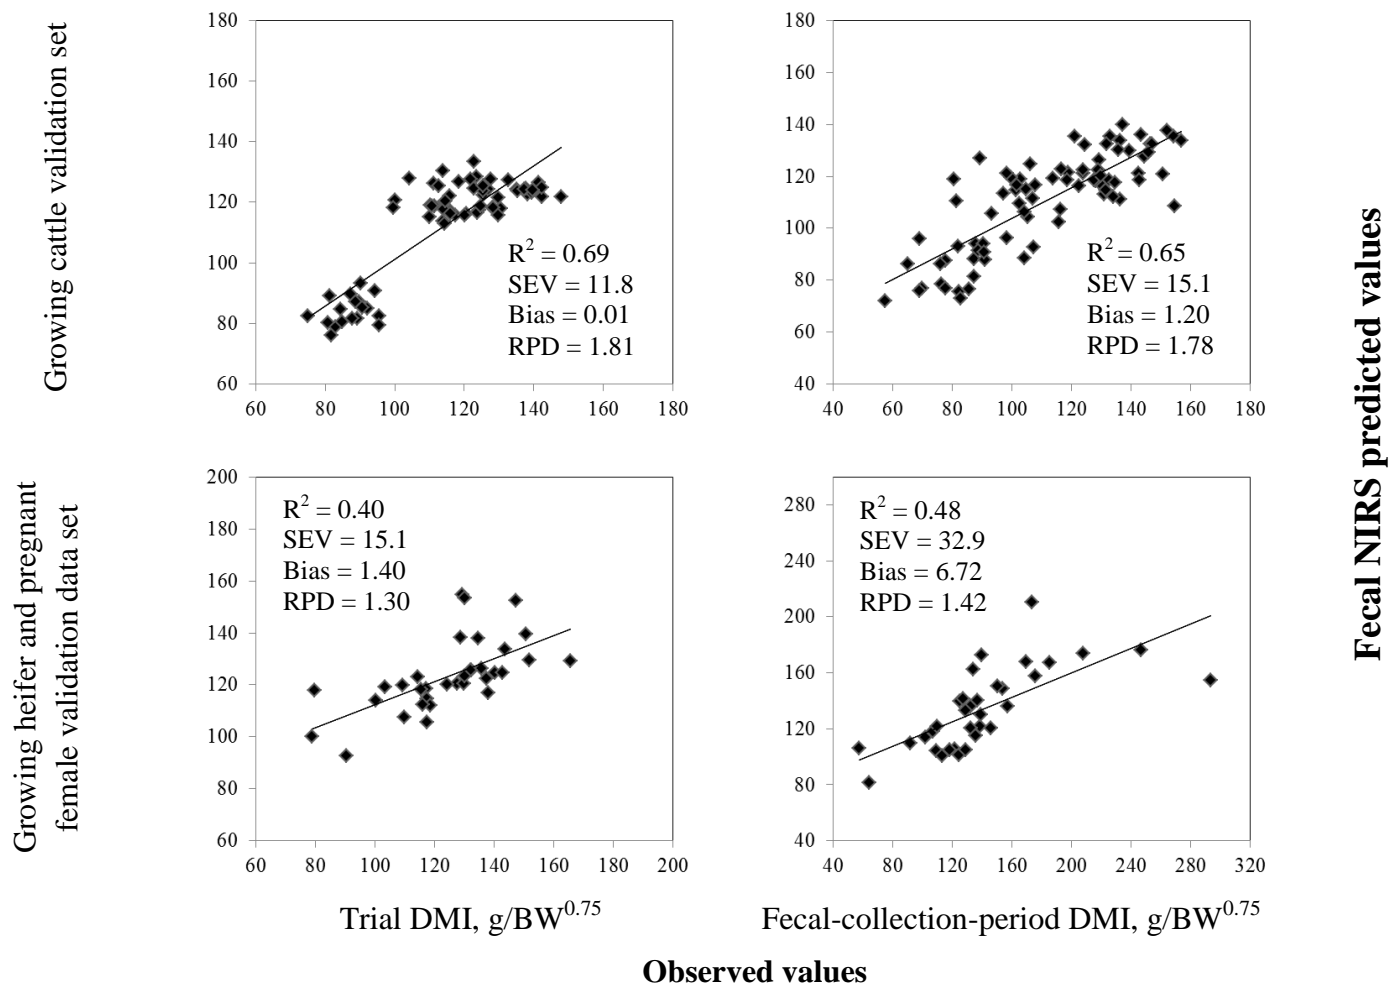 Growing cattle validation set
180
160
140
120
100
80
60
60 80 100 120 140 160 180
R² = 0.69
SEV = 11.8
Bias = 0.01
RPD = 1.81
180
160
140
120
100
80
60
40
40 60 80 100 120 140 160 180
R² = 0.65
SEV = 15.1
Bias = 1.20
RPD = 1.78
Growing heifer and pregnant
female validation data set
200
180
160
140
120
100
80
60
60 80 100 120 140 160 180 200
R² = 0.40
SEV = 15.1
Bias = 1.40
RPD = 1.30
280
240
200
160
120
80
40
40 80 120 160 200 240 280 320
R² = 0.48
SEV = 32.9
Bias = 6.72
RPD = 1.42
Trial DMI, g/BW^0.75
Fecal-collection-period DMI, g/BW^0.75
Observed values
Fecal NIRS predicted values